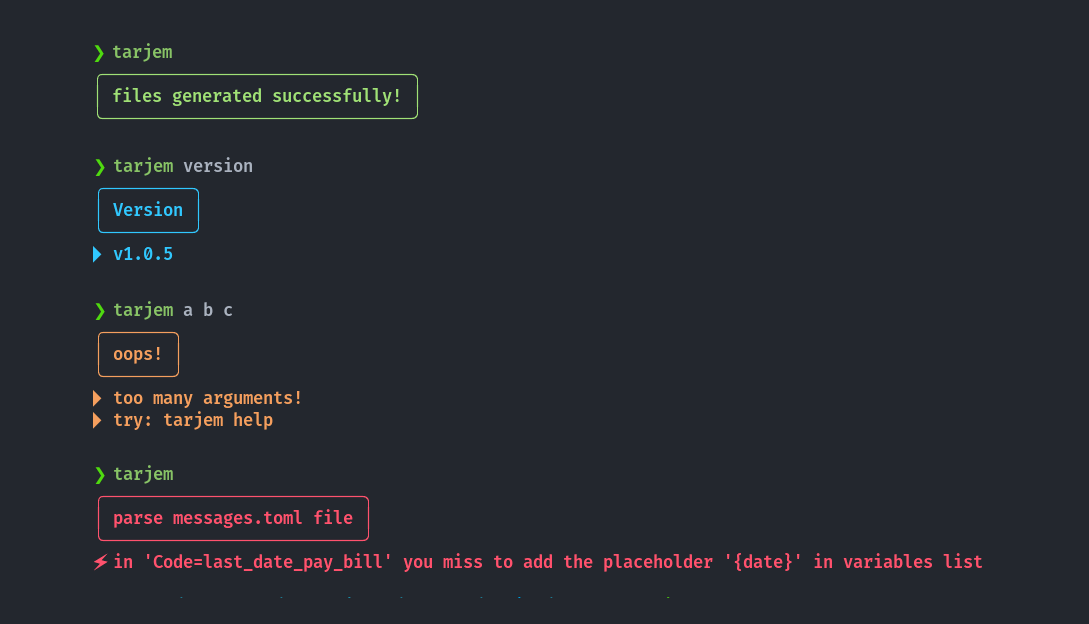 ❯ tarjem
files generated successfully!
❯ tarjem version
Version
v1.0.5
❯ tarjem a b c
oops!
too many arguments!
try: tarjem help
❯ tarjem
parse messages.toml file
in 'Code=last_date_pay_bill' you miss to add the placeholder '{date}' in variables list